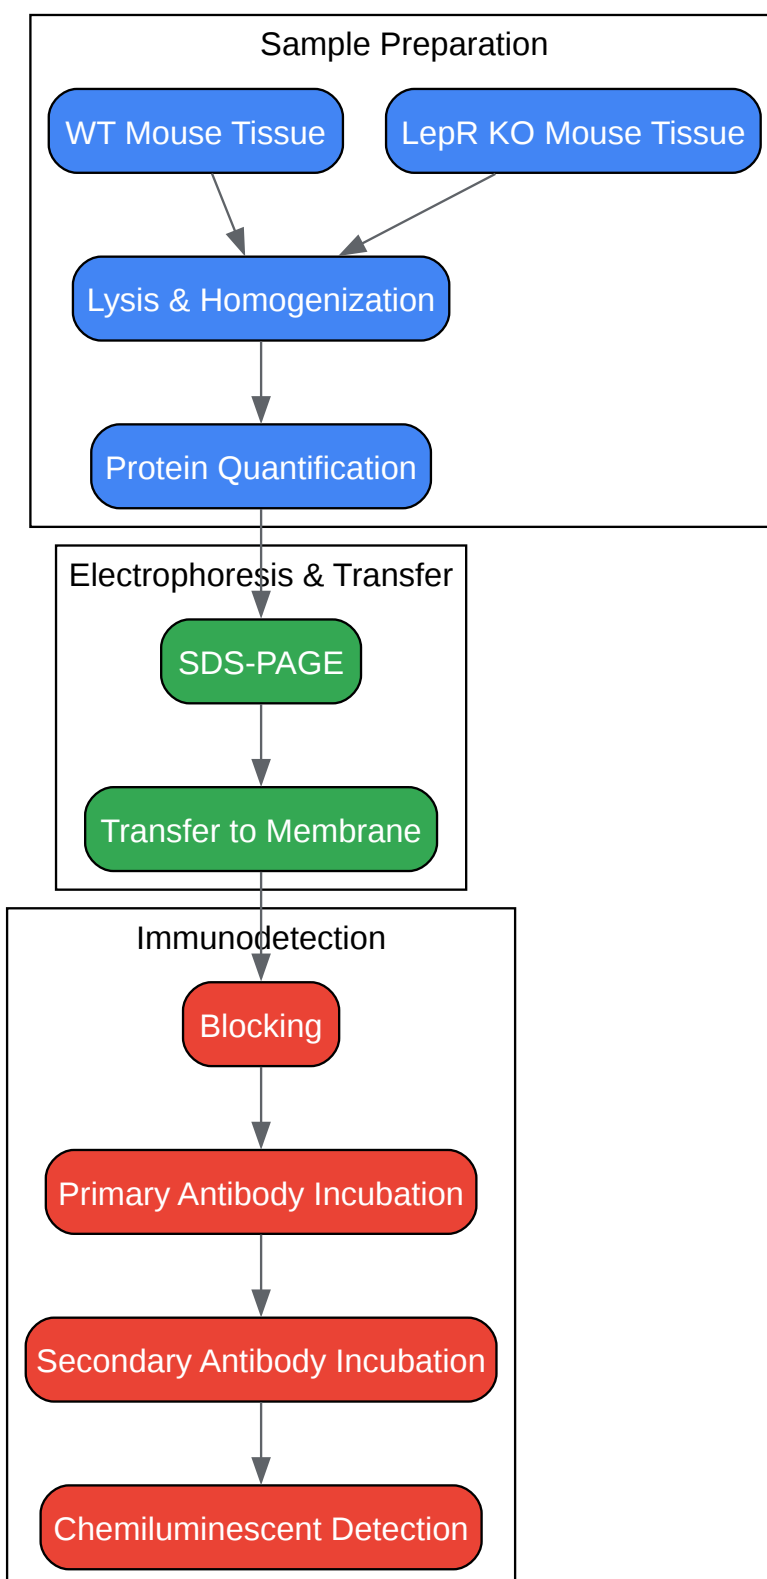 Sample Preparation
WT Mouse Tissue
LepR KO Mouse Tissue
Lysis & Homogenization
Protein Quantification
Electrophoresis & Transfer
SDS-PAGE
Transfer to Membrane
Immunodetection
Blocking
Primary Antibody Incubation
Secondary Antibody Incubation
Chemiluminescent Detection